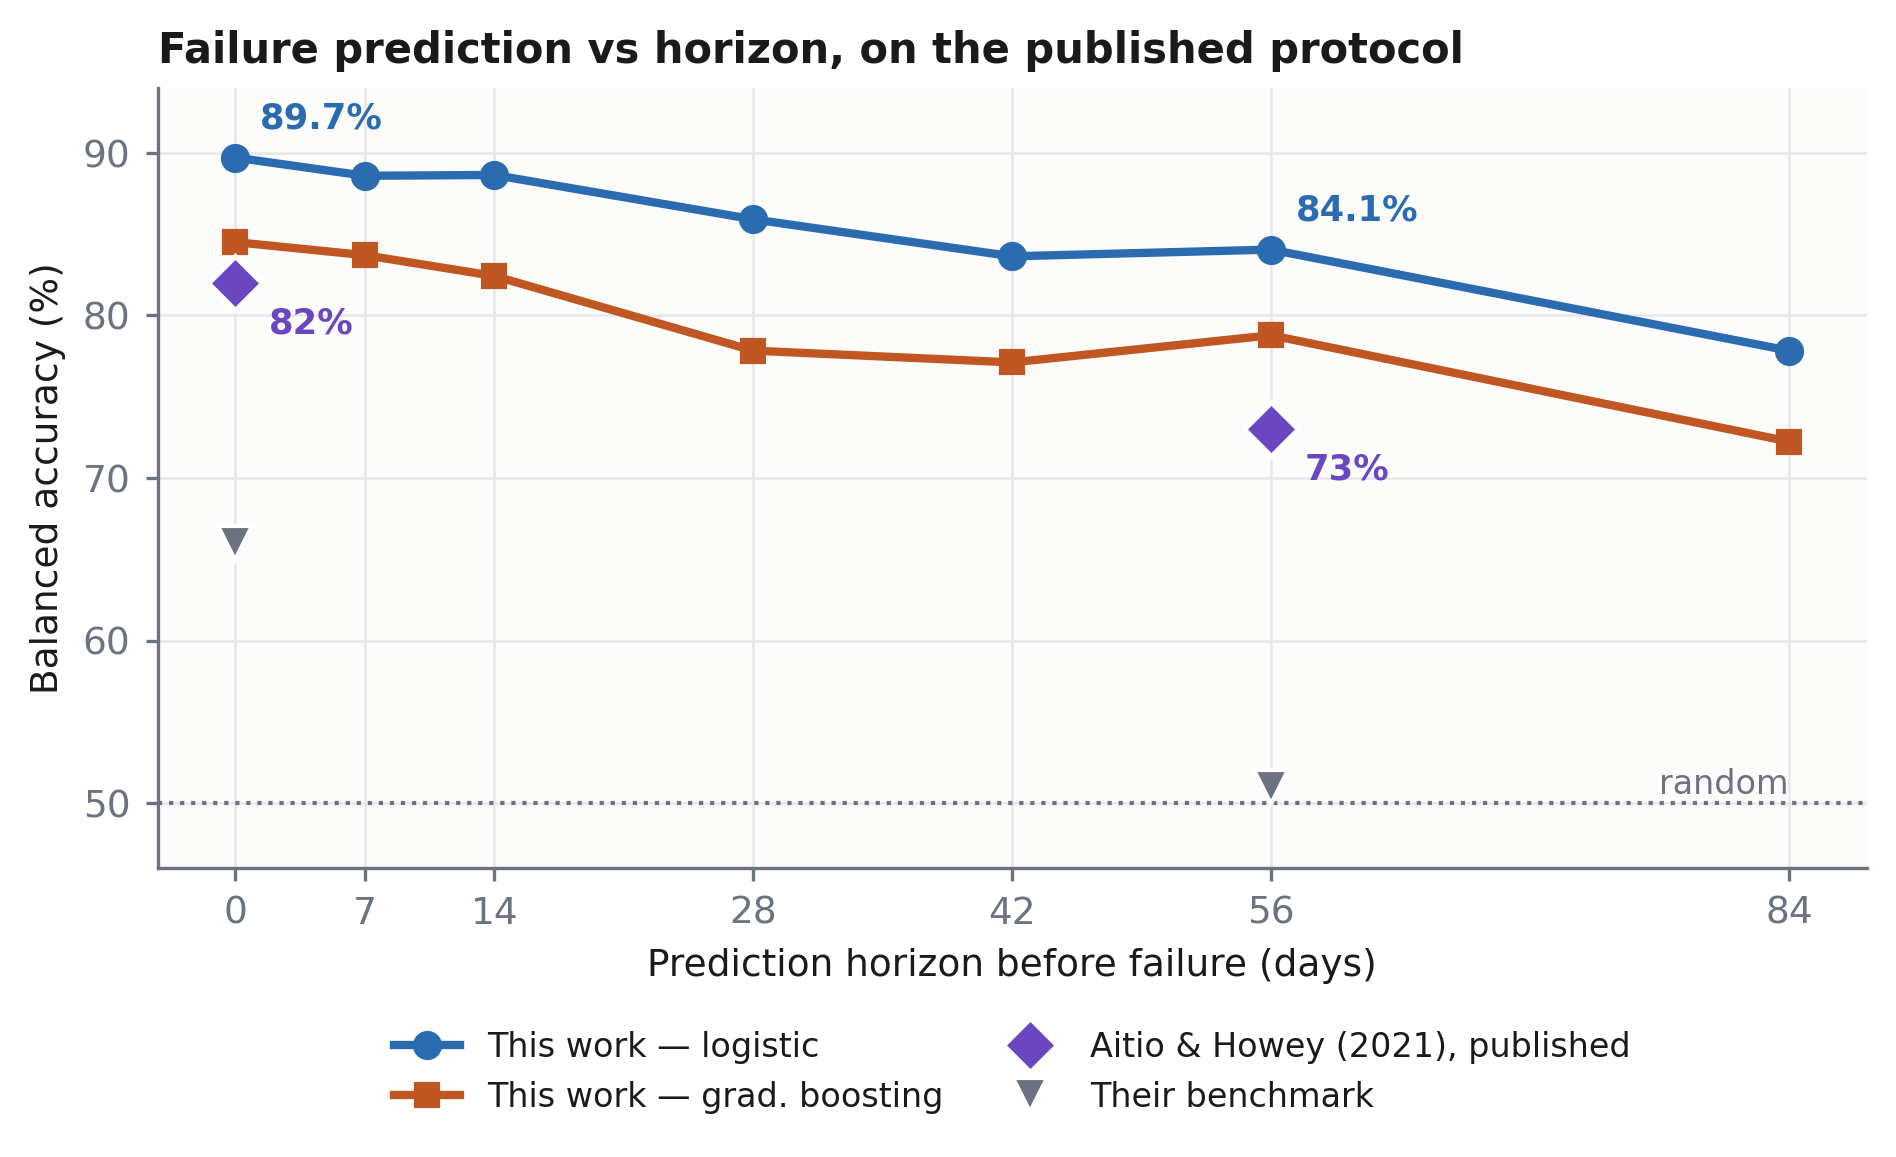 Failure prediction vs horizon, on the published protocol
89.7%
84.1%
82%
73%
random
Balanced accuracy (%)
90
80
70
60
50
0 7 14 28 42 56 84
Prediction horizon before failure (days)
This work — logistic
This work — grad. boosting
Aitio & Howey (2021), published
Their benchmark